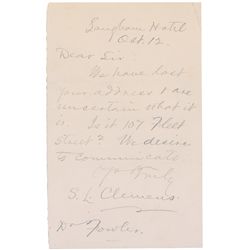 Langham Hotel
Oct. 12.
Dear Sir:
We have lost
your address & are
uncertain what it
is. Is it 107 Fleet
street? We desire
to communicate.
Yrs truly
S. L. Clemens.
Dr Fowler.